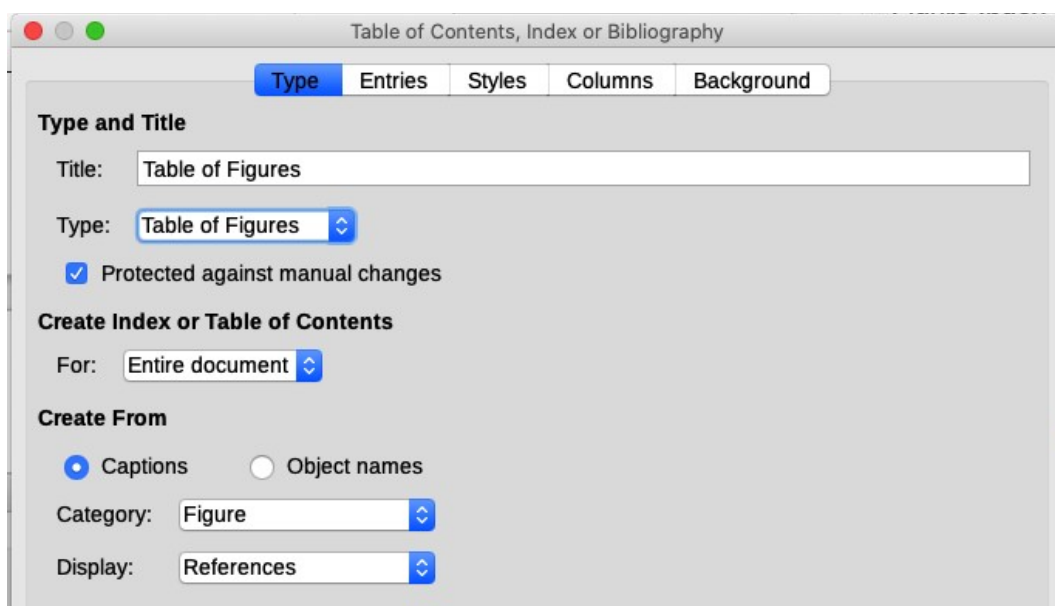 Table of Contents, Index or Bibliography
Type Entries Styles Columns Background
Type and Title
Title: Table of Figures
Type: Table of Figures
Protected against manual changes
Create Index or Table of Contents
For: Entire document
Create From
Captions Object names
Category: Figure
Display: References